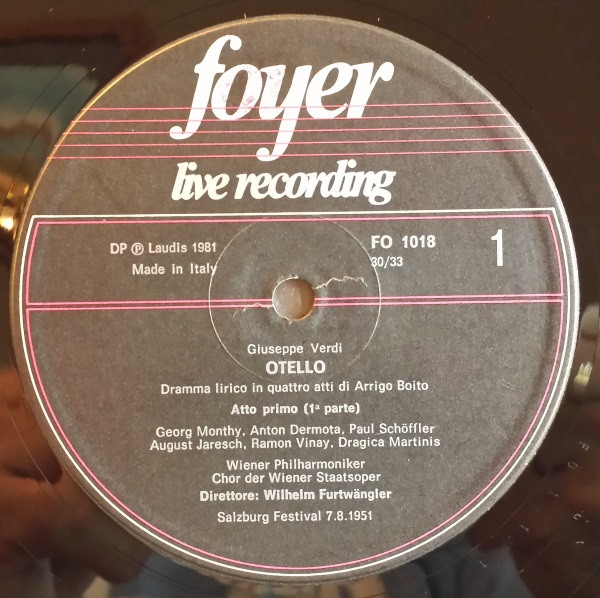 foyer
live recording
DP ℗ Laudis 1981
Made in Italy
FO 1018
30/33
1
Giuseppe Verdi
OTELLO
Dramma lirico in quattro atti di Arrigo Boito
Atto primo (1ª parte)
Georg Monthy, Anton Dermota, Paul Schöffler
August Jaresch, Ramon Vinay, Dragica Martinis
Wiener Philharmoniker
Chor der Wiener Staatsoper
Direttore: Wilhelm Furtwängler
Salzburg Festival 7.8.1951